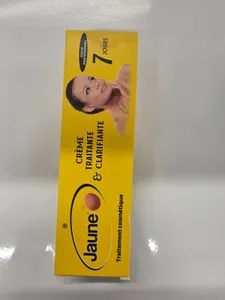 Jaune
®
CRÈME
TRAITANTE
& CLARIFIANTE
7
JOURS
Traitement cosmétique